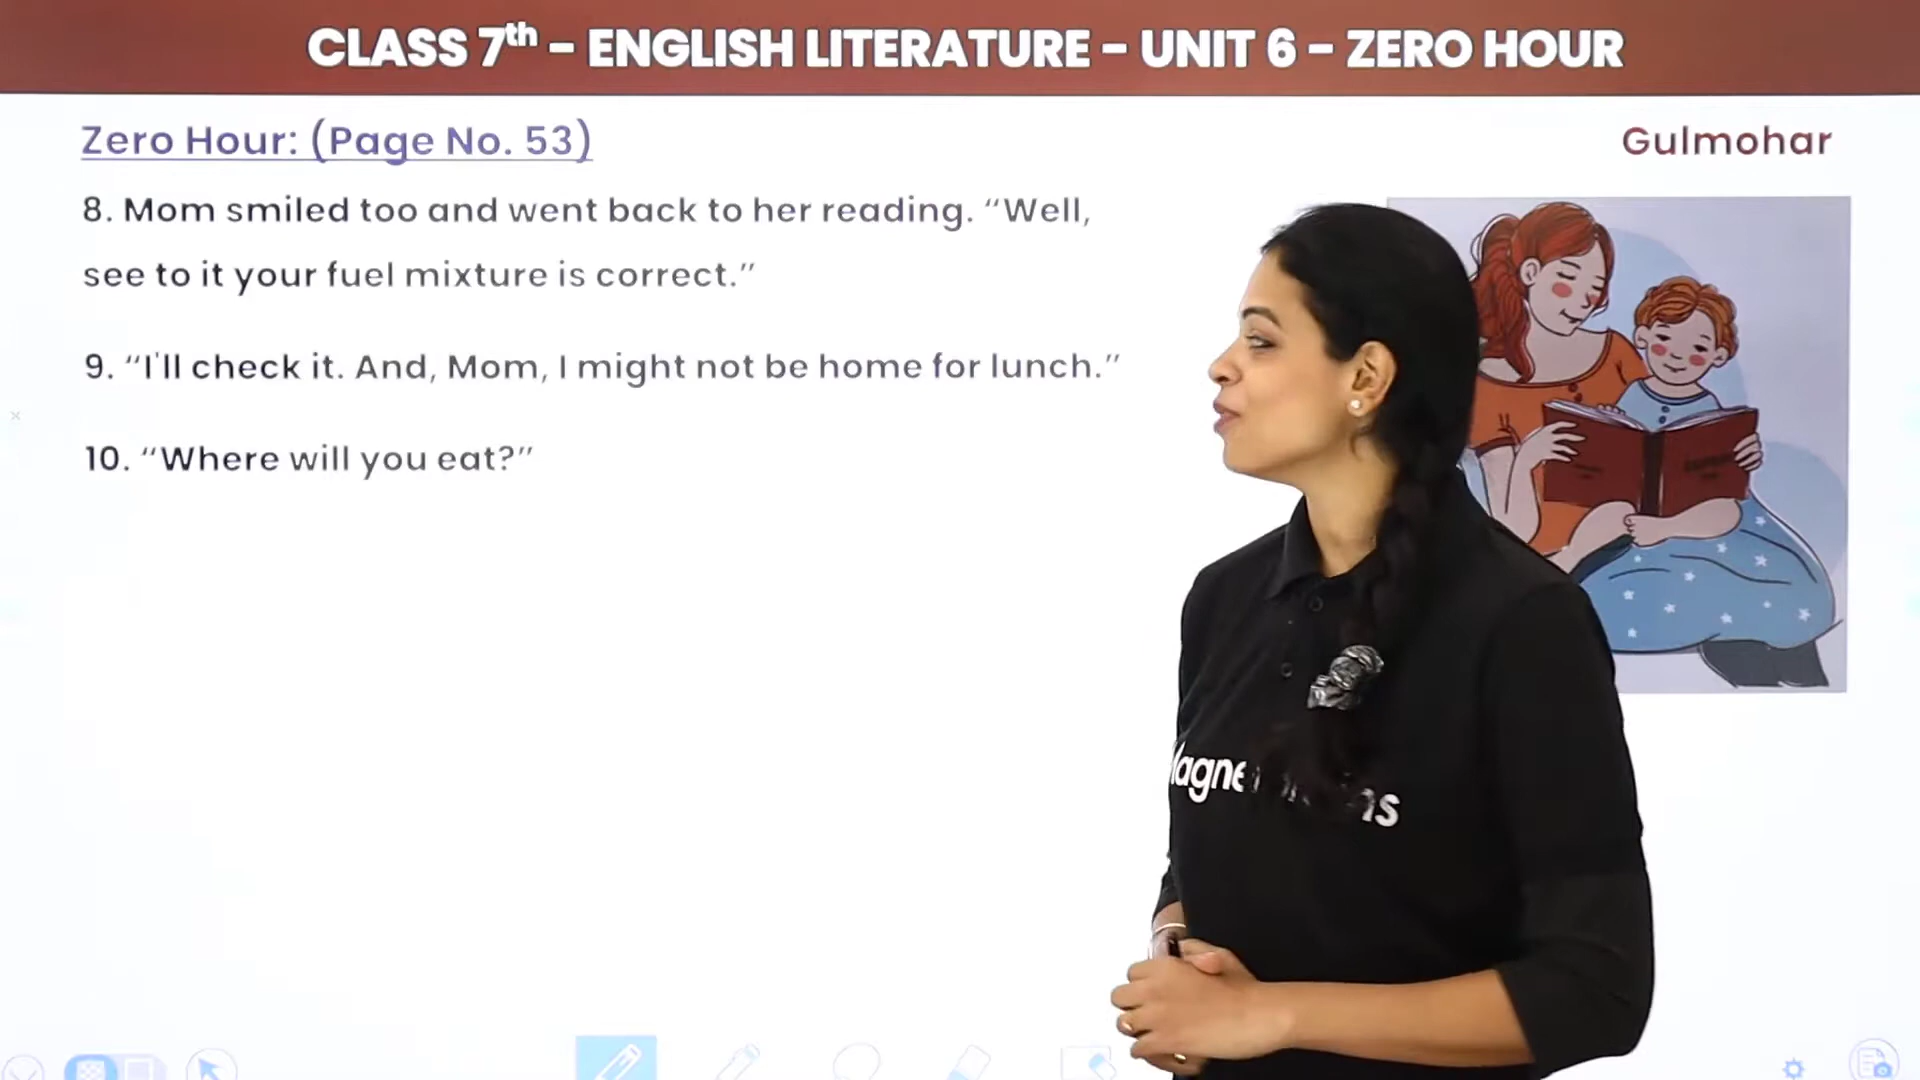 CLASS 7th – ENGLISH LITERATURE – UNIT 6 – ZERO HOUR
Zero Hour: (Page No. 53)
Gulmohar
8. Mom smiled too and went back to her reading. “Well,
see to it your fuel mixture is correct.”
9. “I'll check it. And, Mom, I might not be home for lunch.”
10. “Where will you eat?”